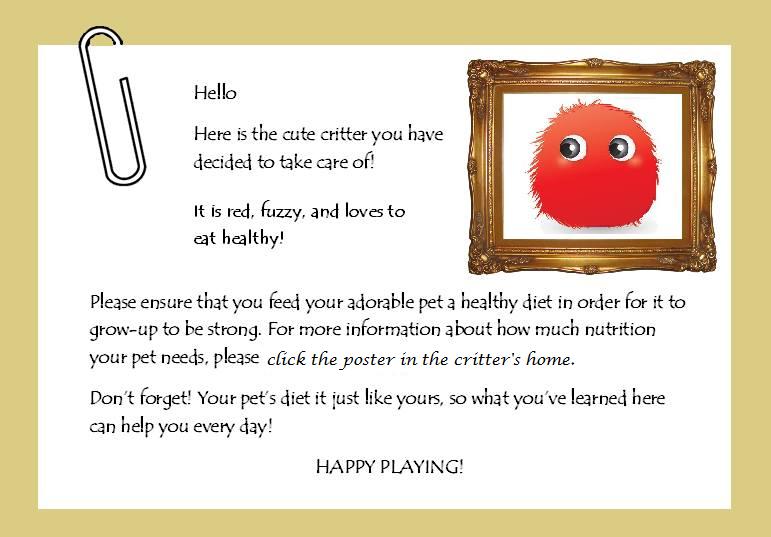 Hello
Here is the cute critter you have
decided to take care of!
It is red, fuzzy, and loves to
eat healthy!
Please ensure that you feed your adorable pet a healthy diet in order for it to
grow-up to be strong. For more information about how much nutrition
your pet needs, please click the poster in the critter's home.
Don't forget! Your pet's diet it just like yours, so what you've learned here
can help you every day!
HAPPY PLAYING!